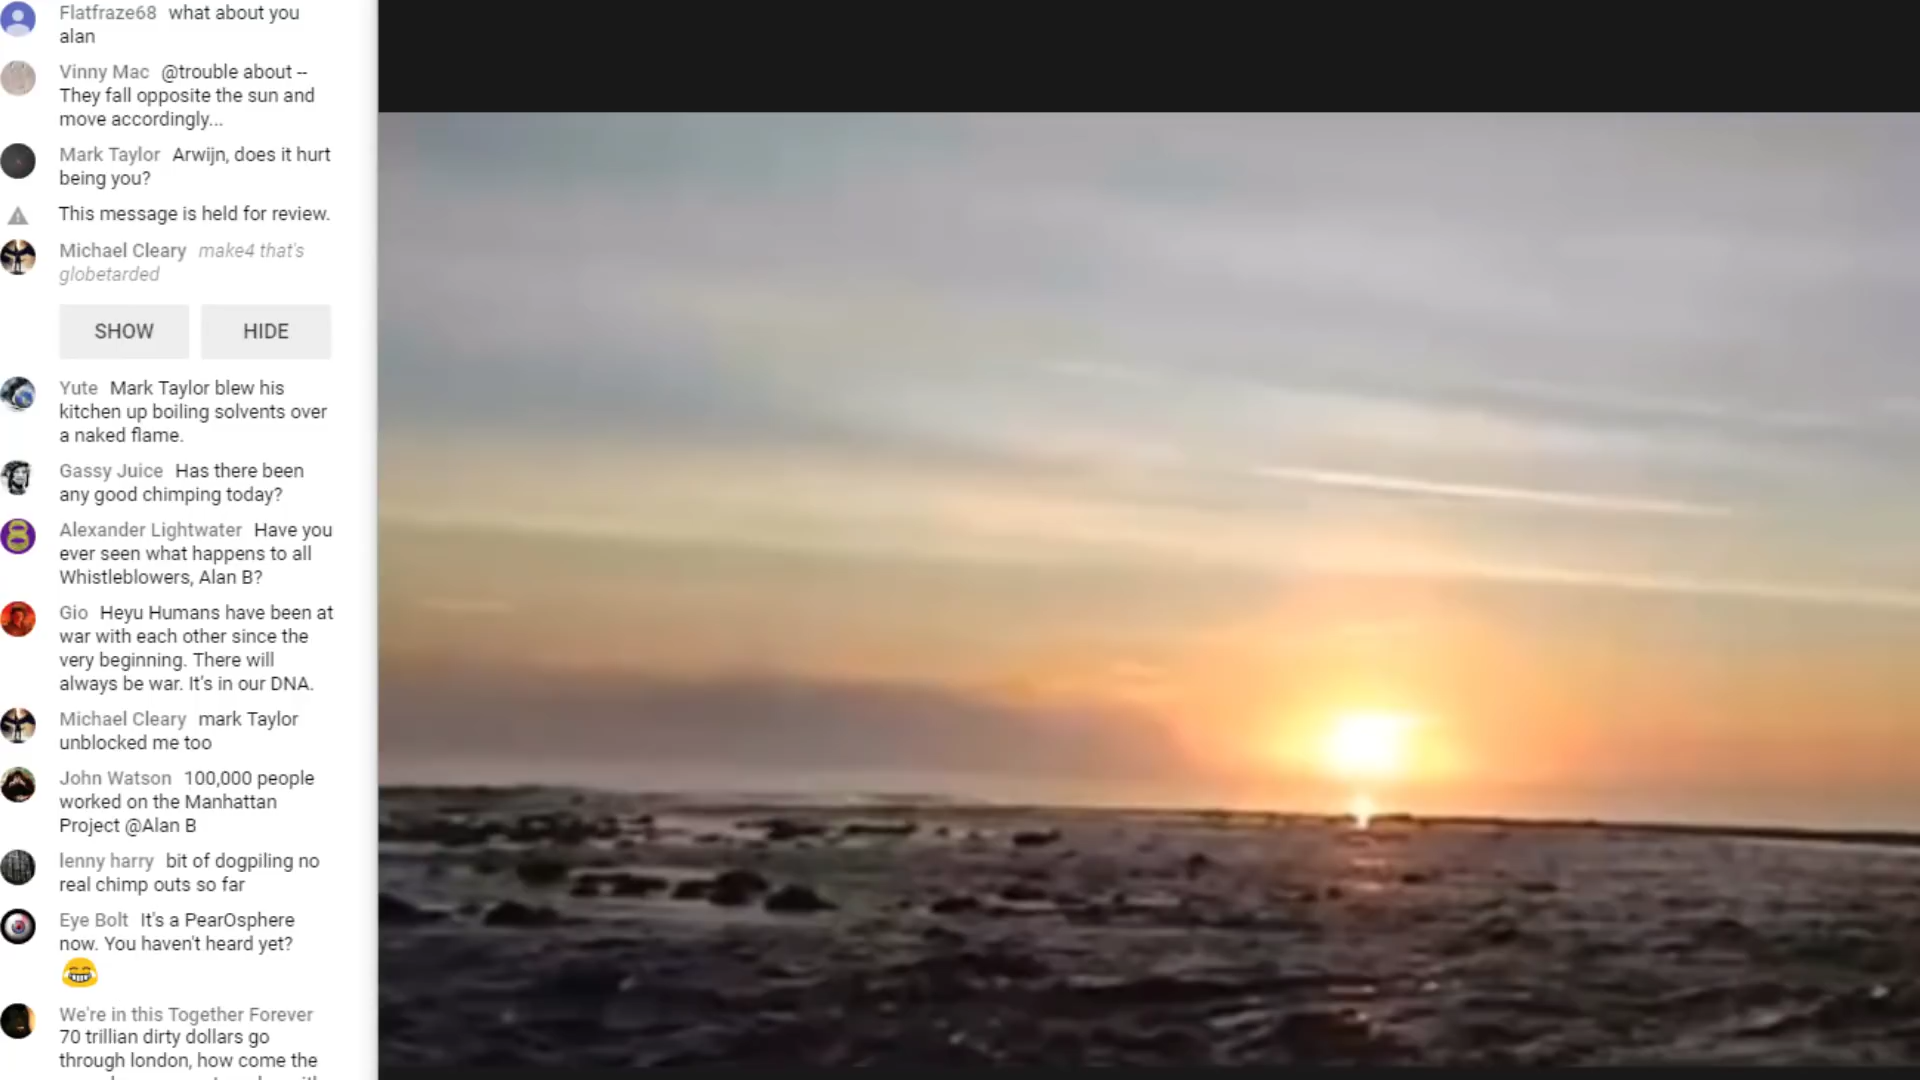 Flatfraze68 what about you
alan
Vinny Mac @trouble about --
They fall opposite the sun and
move accordingly...
Mark Taylor Arwijn, does it hurt
being you?
This message is held for review.
Michael Cleary make4 that's
globetarded
SHOW HIDE
Yute Mark Taylor blew his
kitchen up boiling solvents over
a naked flame.
Gassy Juice Has there been
any good chimping today?
Alexander Lightwater Have you
ever seen what happens to all
Whistleblowers, Alan B?
Gio Heyu Humans have been at
war with each other since the
very beginning. There will
always be war. It's in our DNA.
Michael Cleary mark Taylor
unblocked me too
John Watson 100,000 people
worked on the Manhattan
Project @Alan B
lenny harry bit of dogpiling no
real chimp outs so far
Eye Bolt It's a PearOsphere
now. You haven't heard yet?
We're in this Together Forever
70 trillian dirty dollars go
through london, how come the